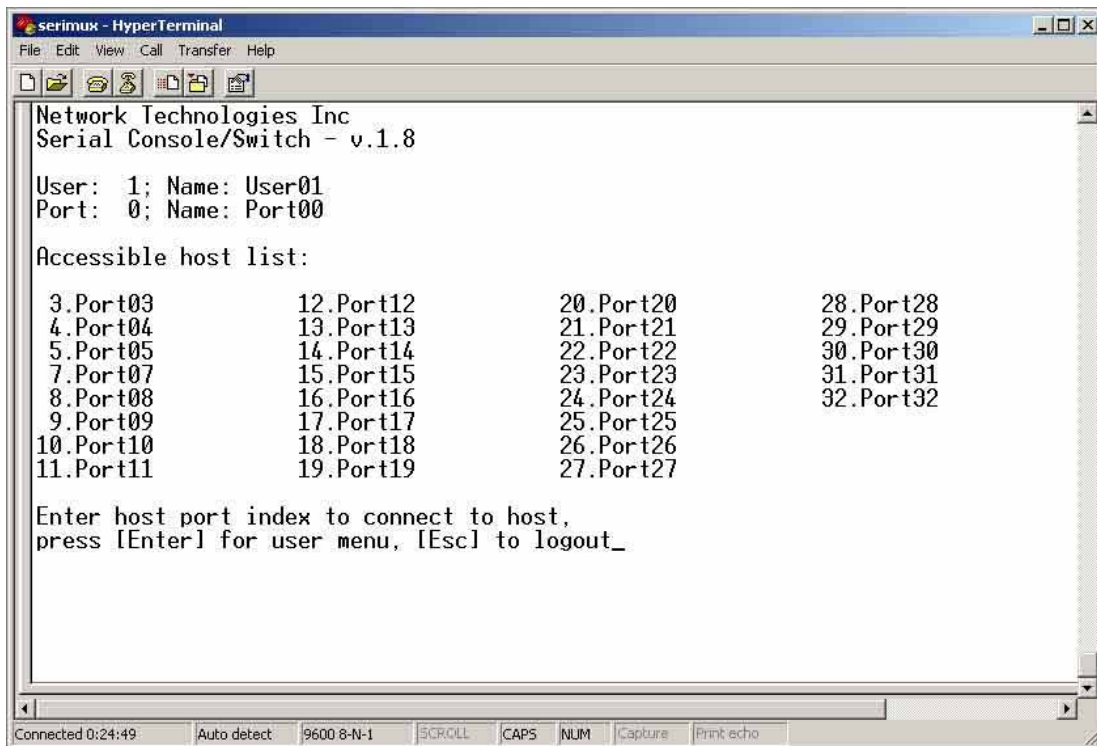 serimux - HyperTerminal
File Edit View Call Transfer Help
Network Technologies Inc
Serial Console/Switch - v.1.8
User:  1; Name: User01
Port:  0; Name: Port00
Accessible host list:
3.Port03 12.Port12 20.Port20 28.Port28
4.Port04 13.Port13 21.Port21 29.Port29
5.Port05 14.Port14 22.Port22 30.Port30
7.Port07 15.Port15 23.Port23 31.Port31
8.Port08 16.Port16 24.Port24 32.Port32
9.Port09 17.Port17 25.Port25
10.Port10 18.Port18 26.Port26
11.Port11 19.Port19 27.Port27
Enter host port index to connect to host,
press [Enter] for user menu, [Esc] to logout_
Connected 0:24:49 Auto detect 9600 8-N-1 SCROLL CAPS NUM Capture Print echo